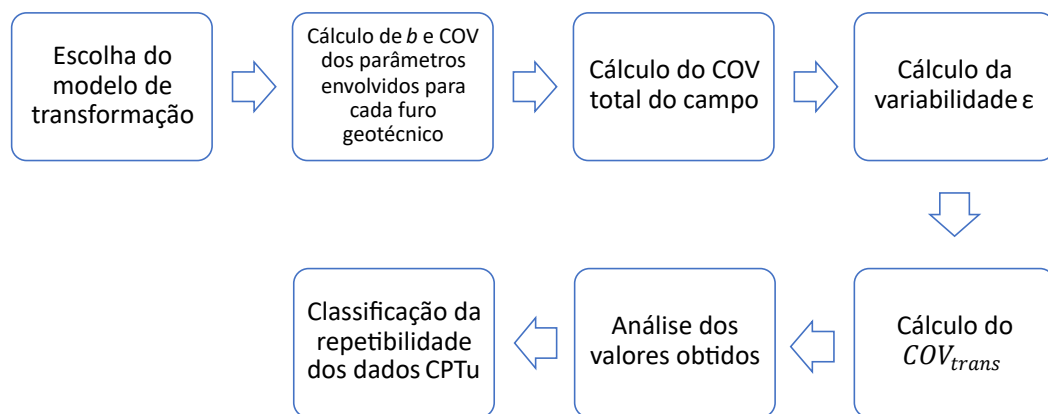 Escolha do
modelo de
transformação
Cálculo de b e COV
dos parâmetros
envolvidos para
cada furo
geotécnico
Cálculo do COV
total do campo
Cálculo da
variabilidade ε
Cálculo do
COV_trans
Análise dos
valores obtidos
Classificação da
repetibilidade
dos dados CPTu